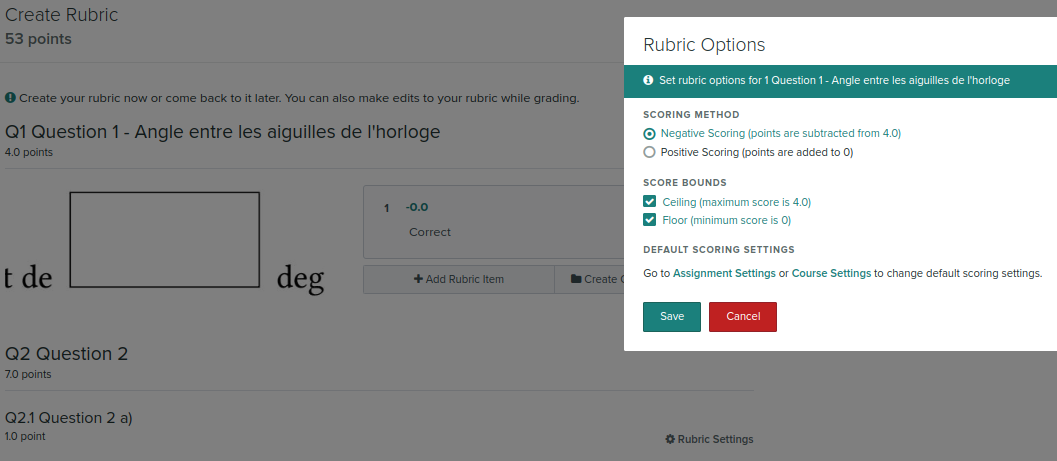 Create Rubric
53 points
Create your rubric now or come back to it later. You can also make edits to your rubric while grading.
Q1 Question 1 - Angle entre les aiguilles de l'horloge
4.0 points
1 -0.0
Correct
t de deg
Add Rubric Item
Create
Q2 Question 2
7.0 points
Q2.1 Question 2 a)
1.0 point
Rubric Settings
Rubric Options
Set rubric options for 1 Question 1 - Angle entre les aiguilles de l'horloge
SCORING METHOD
Negative Scoring (points are subtracted from 4.0)
Positive Scoring (points are added to 0)
SCORE BOUNDS
Ceiling (maximum score is 4.0)
Floor (minimum score is 0)
DEFAULT SCORING SETTINGS
Go to Assignment Settings or Course Settings to change default scoring settings.
Save Cancel